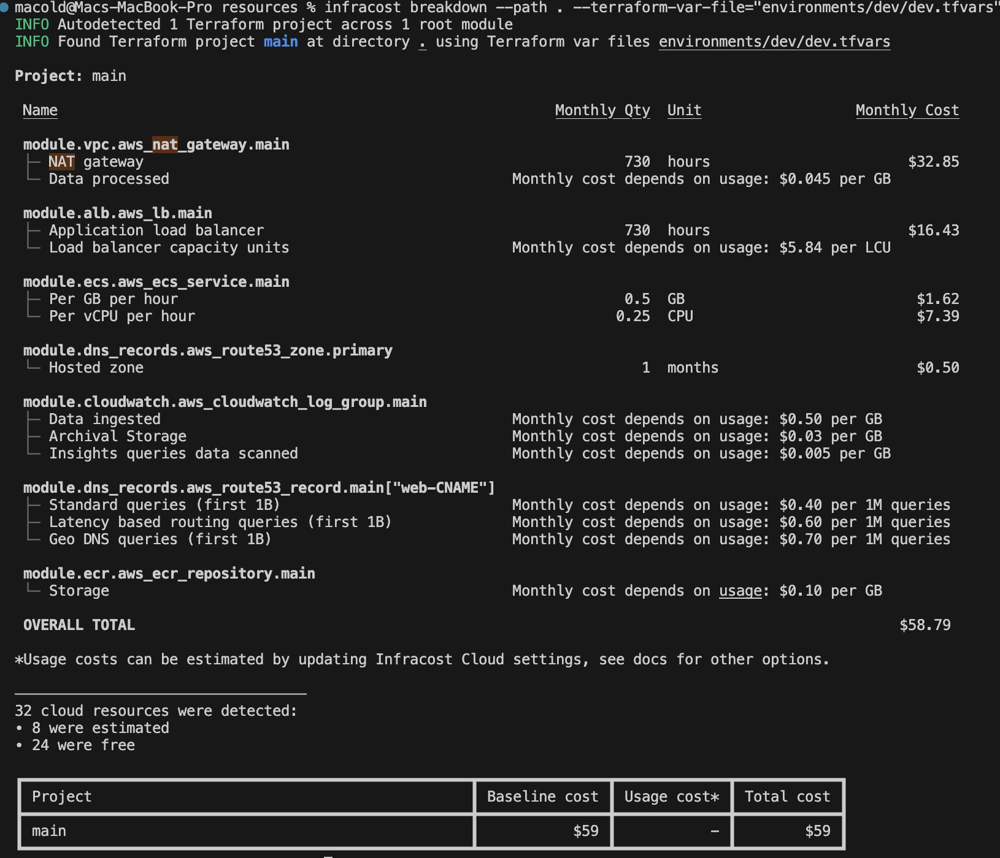 macold@Macs-MacBook-Pro resources % infracost breakdown --path . --terraform-var-file="environments/dev/dev.tfvars"
INFO Autodetected 1 Terraform project across 1 root module
INFO Found Terraform project main at directory . using Terraform var files environments/dev/dev.tfvars
Project: main
Name Monthly Qty Unit Monthly Cost
module.vpc.aws_nat_gateway.main
├─ NAT gateway 730 hours $32.85
└─ Data processed Monthly cost depends on usage: $0.045 per GB
module.alb.aws_lb.main
├─ Application load balancer 730 hours $16.43
└─ Load balancer capacity units Monthly cost depends on usage: $5.84 per LCU
module.ecs.aws_ecs_service.main
├─ Per GB per hour 0.5 GB $1.62
└─ Per vCPU per hour 0.25 CPU $7.39
module.dns_records.aws_route53_zone.primary
└─ Hosted zone 1 months $0.50
module.cloudwatch.aws_cloudwatch_log_group.main
├─ Data ingested Monthly cost depends on usage: $0.50 per GB
├─ Archival Storage Monthly cost depends on usage: $0.03 per GB
└─ Insights queries data scanned Monthly cost depends on usage: $0.005 per GB
module.dns_records.aws_route53_record.main["web-CNAME"]
├─ Standard queries (first 1B) Monthly cost depends on usage: $0.40 per 1M queries
├─ Latency based routing queries (first 1B) Monthly cost depends on usage: $0.60 per 1M queries
└─ Geo DNS queries (first 1B) Monthly cost depends on usage: $0.70 per 1M queries
module.ecr.aws_ecr_repository.main
└─ Storage Monthly cost depends on usage: $0.10 per GB
OVERALL TOTAL $58.79
*Usage costs can be estimated by updating Infracost Cloud settings, see docs for other options.
──────────────────────────────────
32 cloud resources were detected:
• 8 were estimated
• 24 were free
Project Baseline cost Usage cost* Total cost
main $59 - $59